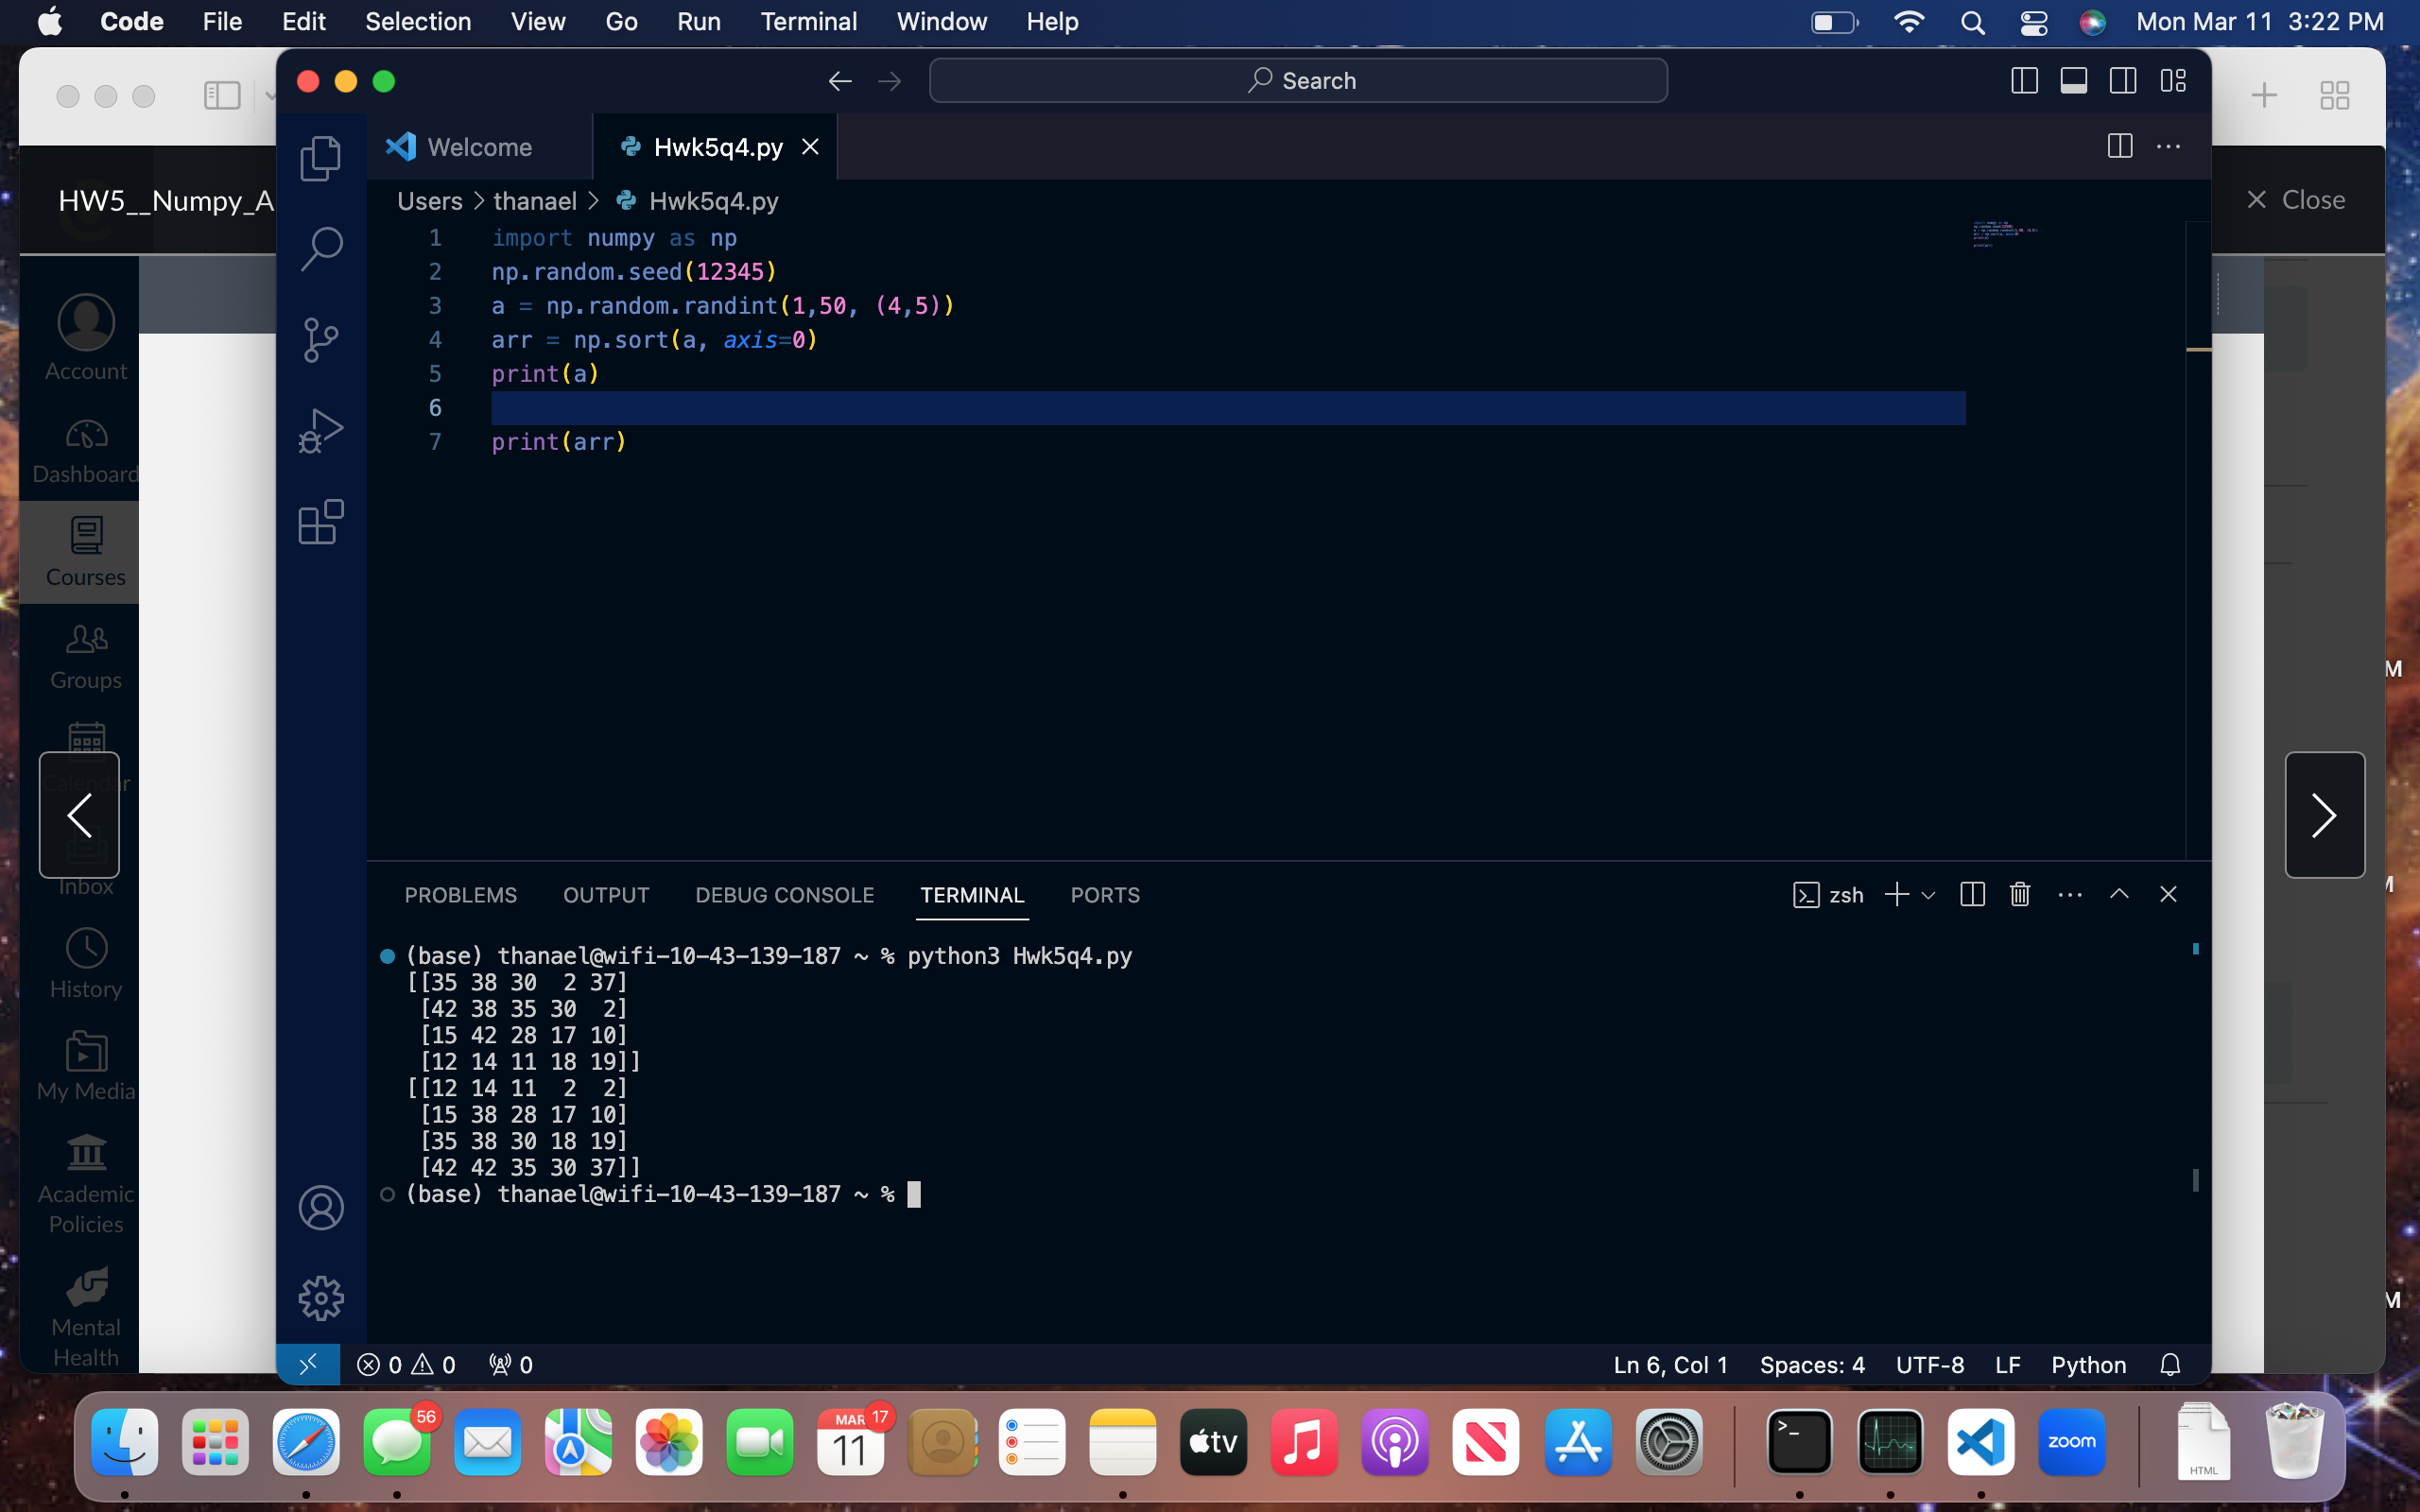 Code File Edit Selection View Go Run Terminal Window Help Mon Mar 11 3:22 PM
Search
Welcome Hwk5q4.py
HW5__Numpy_A Users > thanael > Hwk5q4.py Close
1 import numpy as np
2 np.random.seed(12345)
3 a = np.random.randint(1,50, (4,5))
4 arr = np.sort(a, axis=0)
5 print(a)
6
7 print(arr)
Account
Dashboard
Courses
Groups
Calendar
Inbox
History
My Media
Academic
Policies
Mental
Health
M
M
PROBLEMS OUTPUT DEBUG CONSOLE TERMINAL PORTS zsh
(base) thanael@wifi-10-43-139-187 ~ % python3 Hwk5q4.py
[[35 38 30  2 37]
 [42 38 35 30  2]
 [15 42 28 17 10]
 [12 14 11 18 19]]
[[12 14 11  2  2]
 [15 38 28 17 10]
 [35 38 30 18 19]
 [42 42 35 30 37]]
(base) thanael@wifi-10-43-139-187 ~ %
0 0 0 Ln 6, Col 1 Spaces: 4 UTF-8 LF Python
56 MAR 17 11 tv zoom HTML